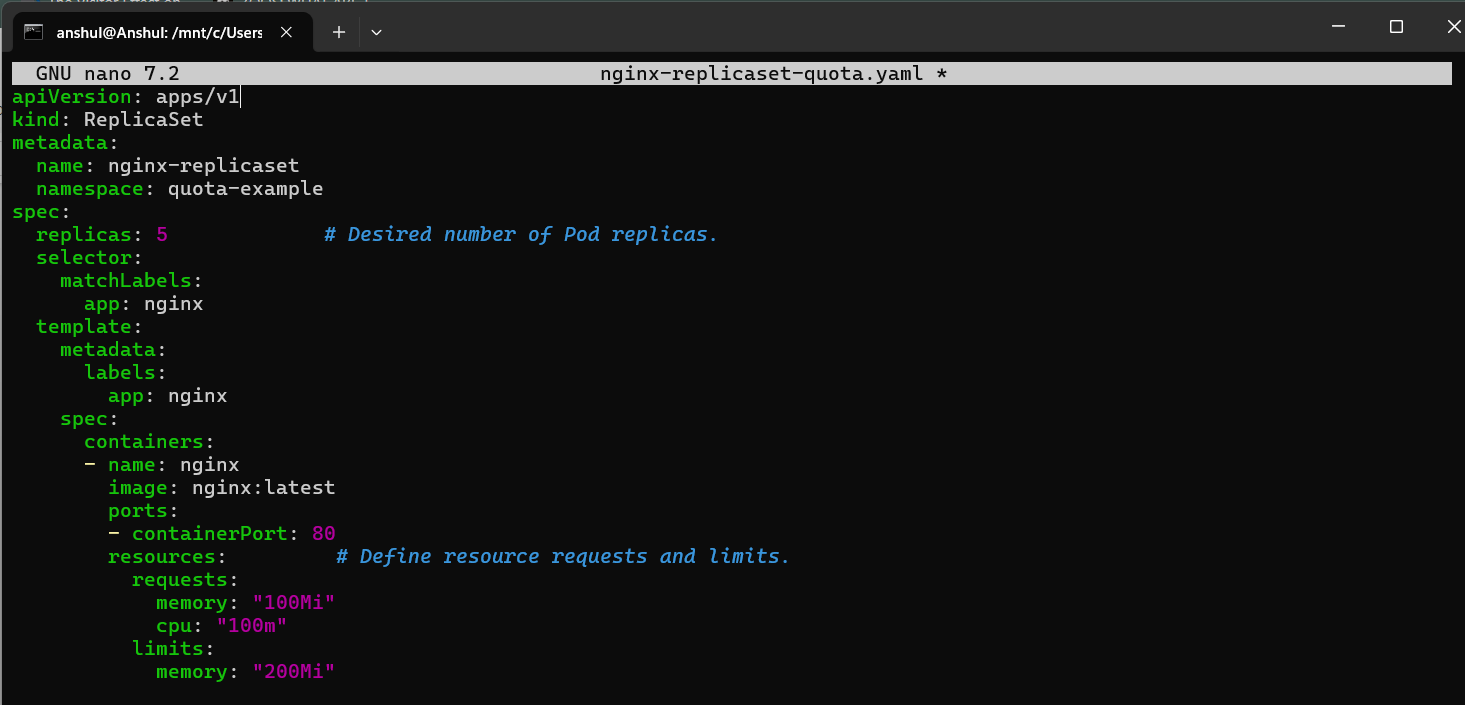 anshul@Anshul: /mnt/c/Users
GNU nano 7.2 nginx-replicaset-quota.yaml *
apiVersion: apps/v1
kind: ReplicaSet
metadata:
  name: nginx-replicaset
  namespace: quota-example
spec:
  replicas: 5             # Desired number of Pod replicas.
  selector:
    matchLabels:
      app: nginx
  template:
    metadata:
      labels:
        app: nginx
    spec:
      containers:
      - name: nginx
        image: nginx:latest
        ports:
        - containerPort: 80
        resources:         # Define resource requests and limits.
          requests:
            memory: "100Mi"
            cpu: "100m"
          limits:
            memory: "200Mi"